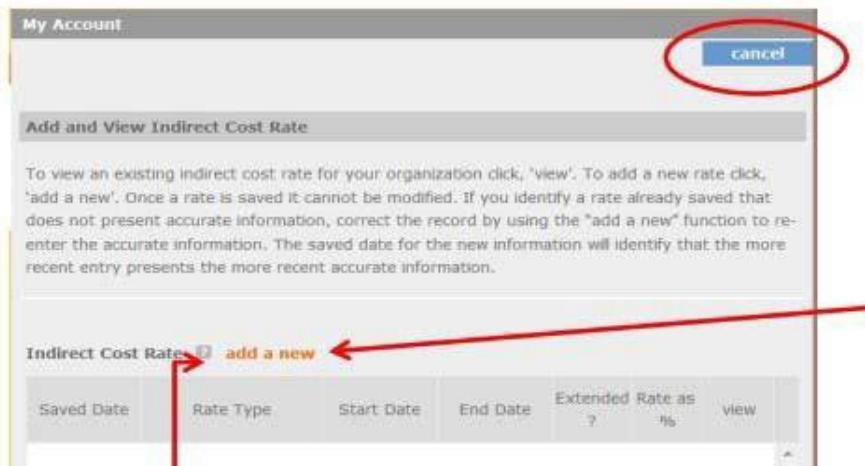 My Account
cancel
Add and View Indirect Cost Rate
To view an existing indirect cost rate for your organization click, 'view'. To add a new rate click,
'add a new'. Once a rate is saved it cannot be modified. If you identify a rate already saved that
does not present accurate information, correct the record by using the "add a new" function to re-
enter the accurate information. The saved date for the new information will identify that the more
recent entry presents the more recent accurate information.
Indirect Cost Rate ? add a new
Saved Date Rate Type Start Date End Date Extended ? Rate as % view